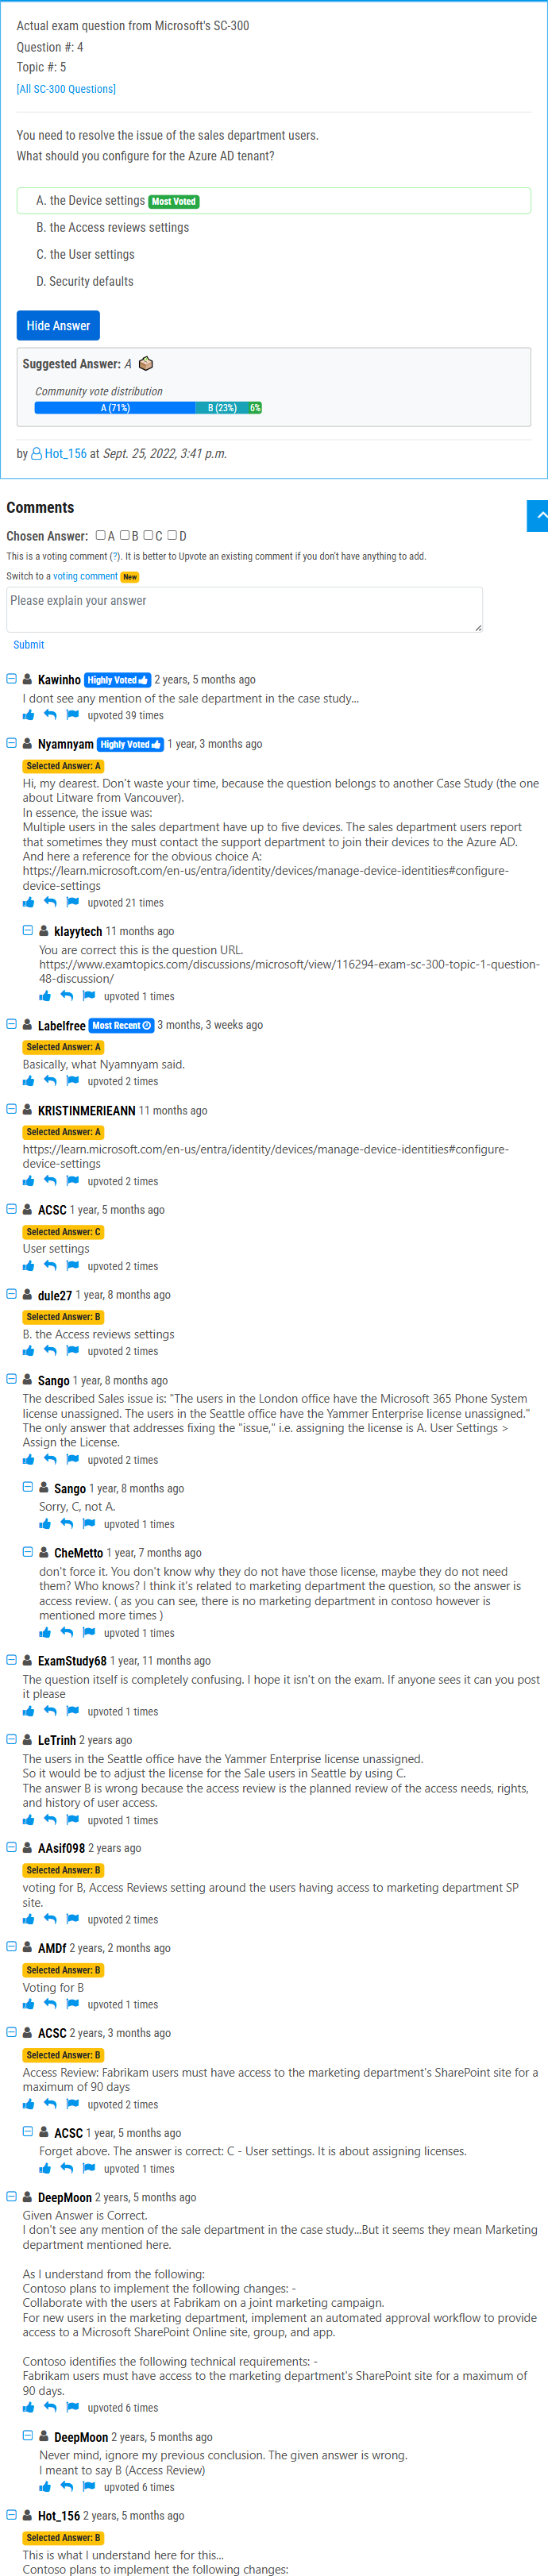 Actual exam question from Microsoft's SC-300
Question #: 4
Topic #: 5
[All SC-300 Questions]
You need to resolve the issue of the sales department users.
What should you configure for the Azure AD tenant?
A. the Device settings Most Voted
B. the Access reviews settings
C. the User settings
D. Security defaults
Hide Answer
Suggested Answer: A
Community vote distribution
A (71%) B (23%) 6%
by Hot_156 at Sept. 25, 2022, 3:41 p.m.
Comments
Chosen Answer: A B C D
This is a voting comment (?). It is better to Upvote an existing comment if you don't have anything to add.
Switch to a voting comment New
Please explain your answer
Submit
Kawinho Highly Voted 2 years, 5 months ago
I dont see any mention of the sale department in the case study...
upvoted 39 times
Nyamnyam Highly Voted 1 year, 3 months ago
Selected Answer: A
Hi, my dearest. Don't waste your time, because the question belongs to another Case Study (the one
about Litware from Vancouver).
In essence, the issue was:
Multiple users in the sales department have up to five devices. The sales department users report
that sometimes they must contact the support department to join their devices to the Azure AD.
And here a reference for the obvious choice A:
https://learn.microsoft.com/en-us/entra/identity/devices/manage-device-identities#configure-
device-settings
upvoted 21 times
klayytech 11 months ago
You are correct this is the question URL.
https://www.examtopics.com/discussions/microsoft/view/116294-exam-sc-300-topic-1-question-
48-discussion/
upvoted 1 times
Labelfree Most Recent 3 months, 3 weeks ago
Selected Answer: A
Basically, what Nyamnyam said.
upvoted 2 times
KRISTINMERIEANN 11 months ago
Selected Answer: A
https://learn.microsoft.com/en-us/entra/identity/devices/manage-device-identities#configure-
device-settings
upvoted 2 times
ACSC 1 year, 5 months ago
Selected Answer: C
User settings
upvoted 2 times
dule27 1 year, 8 months ago
Selected Answer: B
B. the Access reviews settings
upvoted 2 times
Sango 1 year, 8 months ago
The described Sales issue is: "The users in the London office have the Microsoft 365 Phone System
license unassigned. The users in the Seattle office have the Yammer Enterprise license unassigned."
The only answer that addresses fixing the "issue," i.e. assigning the license is A. User Settings >
Assign the License.
upvoted 2 times
Sango 1 year, 8 months ago
Sorry, C, not A.
upvoted 1 times
CheMetto 1 year, 7 months ago
don't force it. You don't know why they do not have those license, maybe they do not need
them? Who knows? I think it's related to marketing department the question, so the answer is
access review. ( as you can see, there is no marketing department in contoso however is
mentioned more times )
upvoted 1 times
ExamStudy68 1 year, 11 months ago
The question itself is completely confusing. I hope it isn't on the exam. If anyone sees it can you post
it please
upvoted 1 times
LeTrinh 2 years ago
The users in the Seattle office have the Yammer Enterprise license unassigned.
So it would be to adjust the license for the Sale users in Seattle by using C.
The answer B is wrong because the access review is the planned review of the access needs, rights,
and history of user access.
upvoted 1 times
AAsif098 2 years ago
Selected Answer: B
voting for B, Access Reviews setting around the users having access to marketing department SP
site.
upvoted 2 times
AMDf 2 years, 2 months ago
Selected Answer: B
Voting for B
upvoted 1 times
ACSC 2 years, 3 months ago
Selected Answer: B
Access Review: Fabrikam users must have access to the marketing department's SharePoint site for a
maximum of 90 days
upvoted 2 times
ACSC 1 year, 5 months ago
Forget above. The answer is correct: C - User settings. It is about assigning licenses.
upvoted 1 times
DeepMoon 2 years, 5 months ago
Given Answer is Correct.
I don't see any mention of the sale department in the case study...But it seems they mean Marketing
department mentioned here.
As I understand from the following:
Contoso plans to implement the following changes: -
Collaborate with the users at Fabrikam on a joint marketing campaign.
For new users in the marketing department, implement an automated approval workflow to provide
access to a Microsoft SharePoint Online site, group, and app.
Contoso identifies the following technical requirements: -
Fabrikam users must have access to the marketing department's SharePoint site for a maximum of
90 days.
upvoted 6 times
DeepMoon 2 years, 5 months ago
Never mind, ignore my previous conclusion. The given answer is wrong.
I meant to say B (Access Review)
upvoted 6 times
Hot_156 2 years, 5 months ago
Selected Answer: B
This is what I understand here for this...
Contoso plans to implement the following changes: